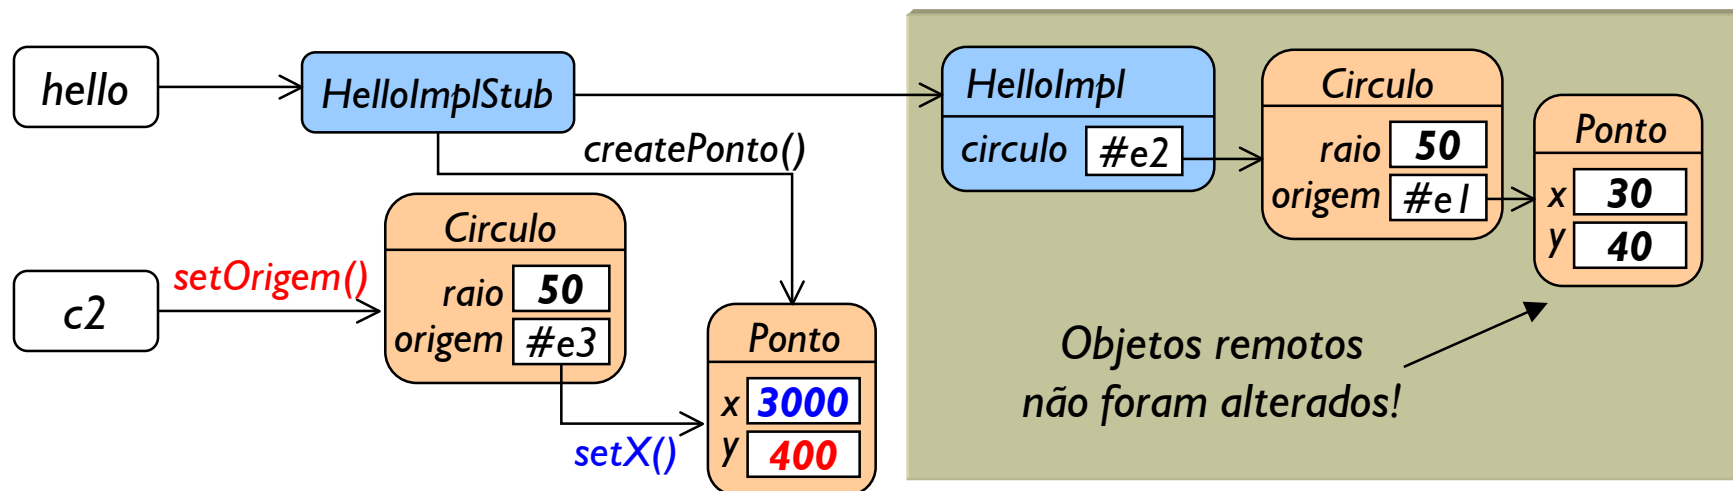 hello
HelloImplStub
createPonto()
c2
setOrigem()
Circulo
raio 50
origem #e3
setX()
Ponto
x 3000
y 400
HelloImpl
circulo #e2
Circulo
raio 50
origem #e1
Ponto
x 30
y 40
Objetos remotos
não foram alterados!